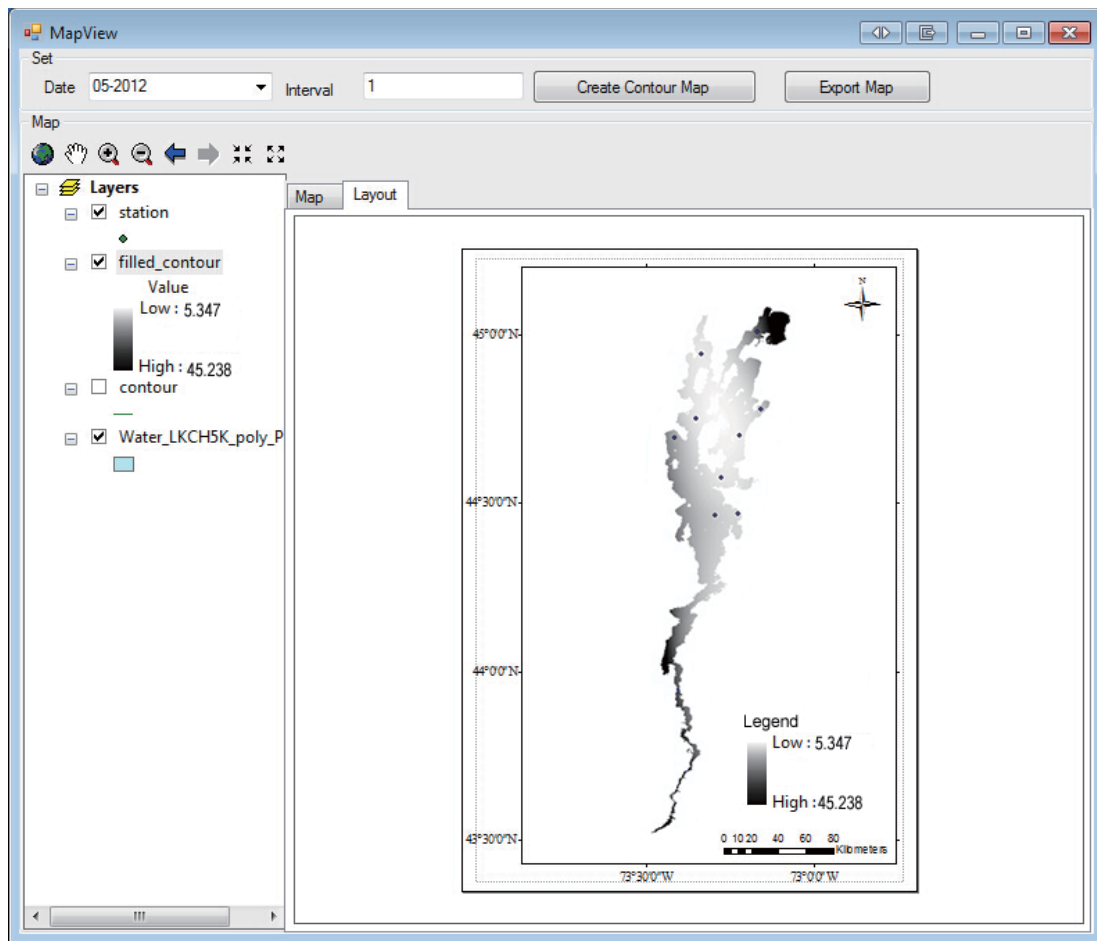 MapView
Set
Date 05-2012 Interval 1 Create Contour Map Export Map
Map
Layers
station
filled_contour
Value
Low : 5.347
High : 45.238
contour
Water_LKCH5K_poly_P
Map Layout
N
45°0'0"N
44°30'0"N
44°0'0"N
43°30'0"N
73°30'0"W 73°0'0"W
Legend
Low : 5.347
High : 45.238
0 10 20 40 60 80
Kilometers